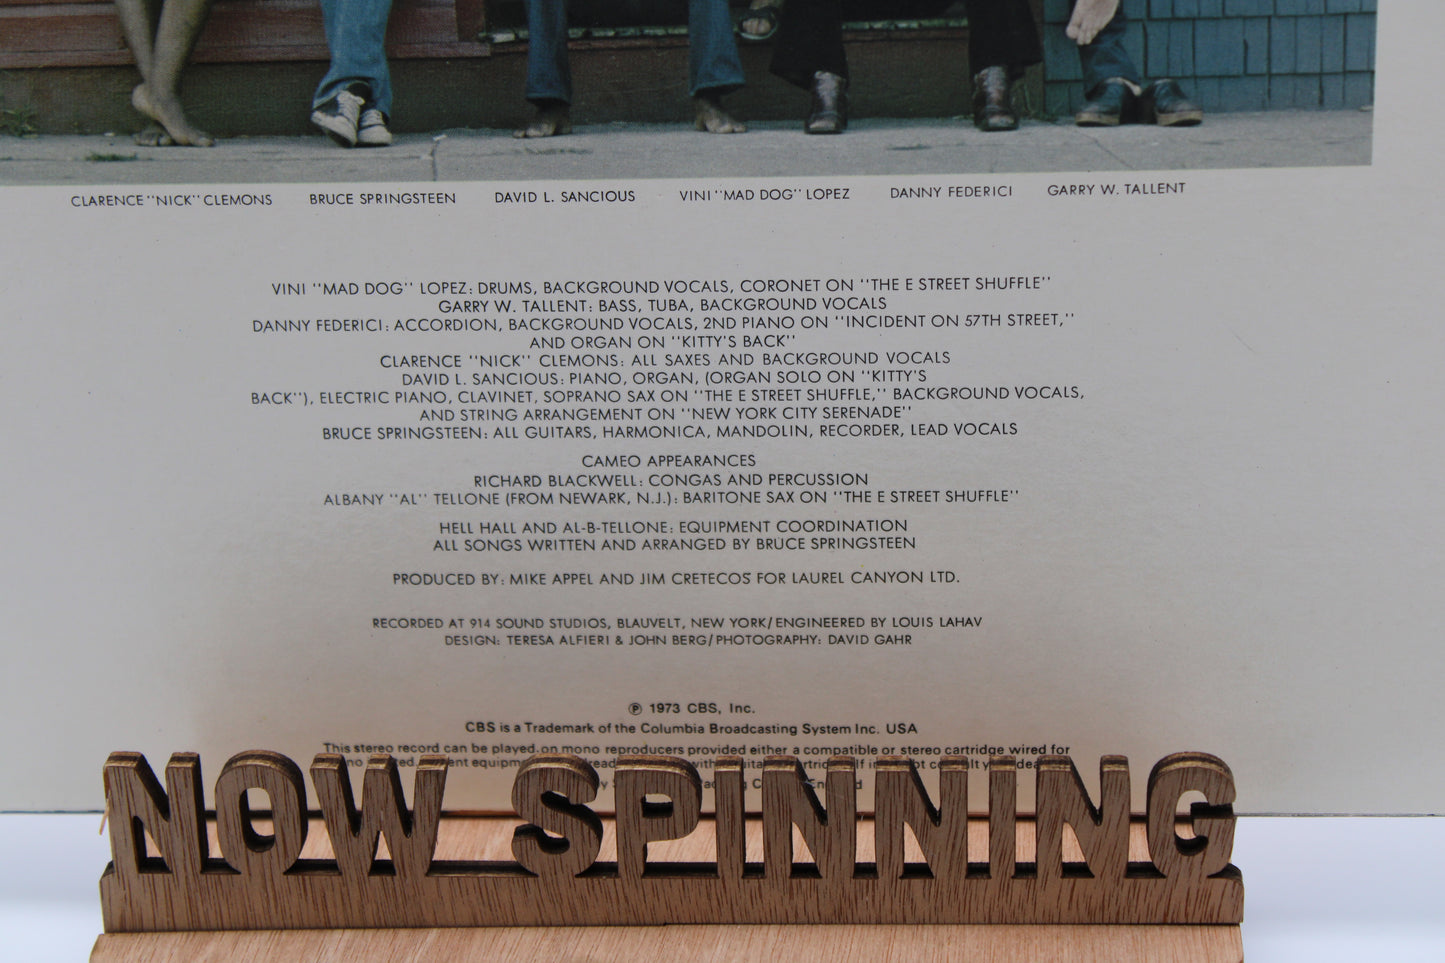 CLARENCE "NICK" CLEMONS BRUCE SPRINGSTEEN DAVID L. SANCIOUS VINI "MAD DOG" LOPEZ DANNY FEDERICI GARRY W. TALLENT
VINI "MAD DOG" LOPEZ: DRUMS, BACKGROUND VOCALS, CORONET ON "THE E STREET SHUFFLE"
GARRY W. TALLENT: BASS, TUBA, BACKGROUND VOCALS
DANNY FEDERICI: ACCORDION, BACKGROUND VOCALS, 2ND PIANO ON "INCIDENT ON 57TH STREET,"
AND ORGAN ON "KITTY'S BACK"
CLARENCE "NICK" CLEMONS: ALL SAXES AND BACKGROUND VOCALS
DAVID L. SANCIOUS: PIANO, ORGAN, (ORGAN SOLO ON "KITTY'S
BACK"), ELECTRIC PIANO, CLAVINET, SOPRANO SAX ON "THE E STREET SHUFFLE," BACKGROUND VOCALS,
AND STRING ARRANGEMENT ON "NEW YORK CITY SERENADE"
BRUCE SPRINGSTEEN: ALL GUITARS, HARMONICA, MANDOLIN, RECORDER, LEAD VOCALS
CAMEO APPEARANCES
RICHARD BLACKWELL: CONGAS AND PERCUSSION
ALBANY "AL" TELLONE (FROM NEWARK, N.J.): BARITONE SAX ON "THE E STREET SHUFFLE"
HELL HALL AND AL-B-TELLONE: EQUIPMENT COORDINATION
ALL SONGS WRITTEN AND ARRANGED BY BRUCE SPRINGSTEEN
PRODUCED BY: MIKE APPEL AND JIM CRETECOS FOR LAUREL CANYON LTD.
RECORDED AT 914 SOUND STUDIOS, BLAUVELT, NEW YORK/ENGINEERED BY LOUIS LAHAV
DESIGN: TERESA ALFIERI & JOHN BERG/PHOTOGRAPHY: DAVID GAHR
℗ 1973 CBS, Inc.
CBS is a Trademark of the Columbia Broadcasting System Inc. USA
This stereo record can be played on mono reproducers provided either a compatible or stereo cartridge wired for
NOW SPINNING